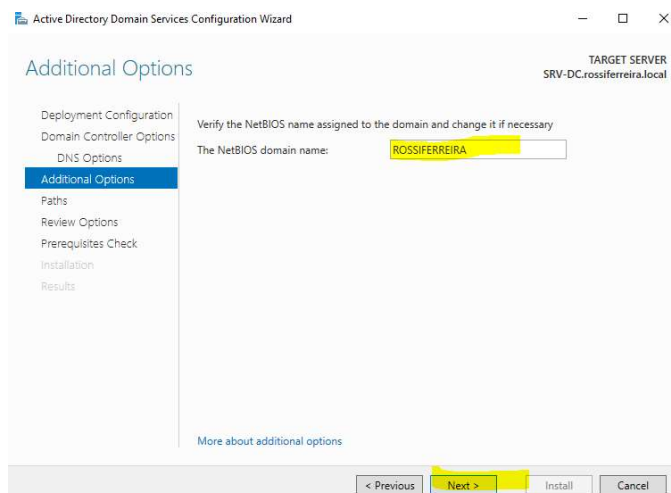 Active Directory Domain Services Configuration Wizard
Additional Options
TARGET SERVER
SRV-DC.rossiferreira.local
Deployment Configuration
Domain Controller Options
DNS Options
Additional Options
Paths
Review Options
Prerequisites Check
Installation
Results
Verify the NetBIOS name assigned to the domain and change it if necessary
The NetBIOS domain name: ROSSIFERREIRA
More about additional options
< Previous Next > Install Cancel